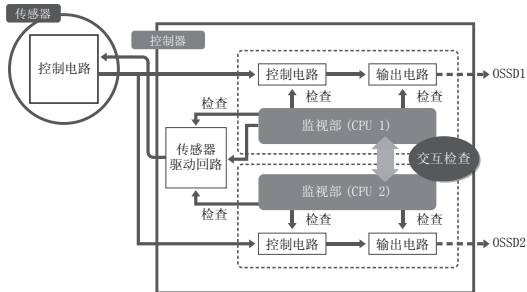 传感器
控制器
控制电路
控制电路
输出电路
OSSD1
检查
检查
检查
监视部 (CPU 1)
传感器
驱动回路
交互检查
监视部 (CPU 2)
检查
检查
检查
控制电路
输出电路
OSSD2